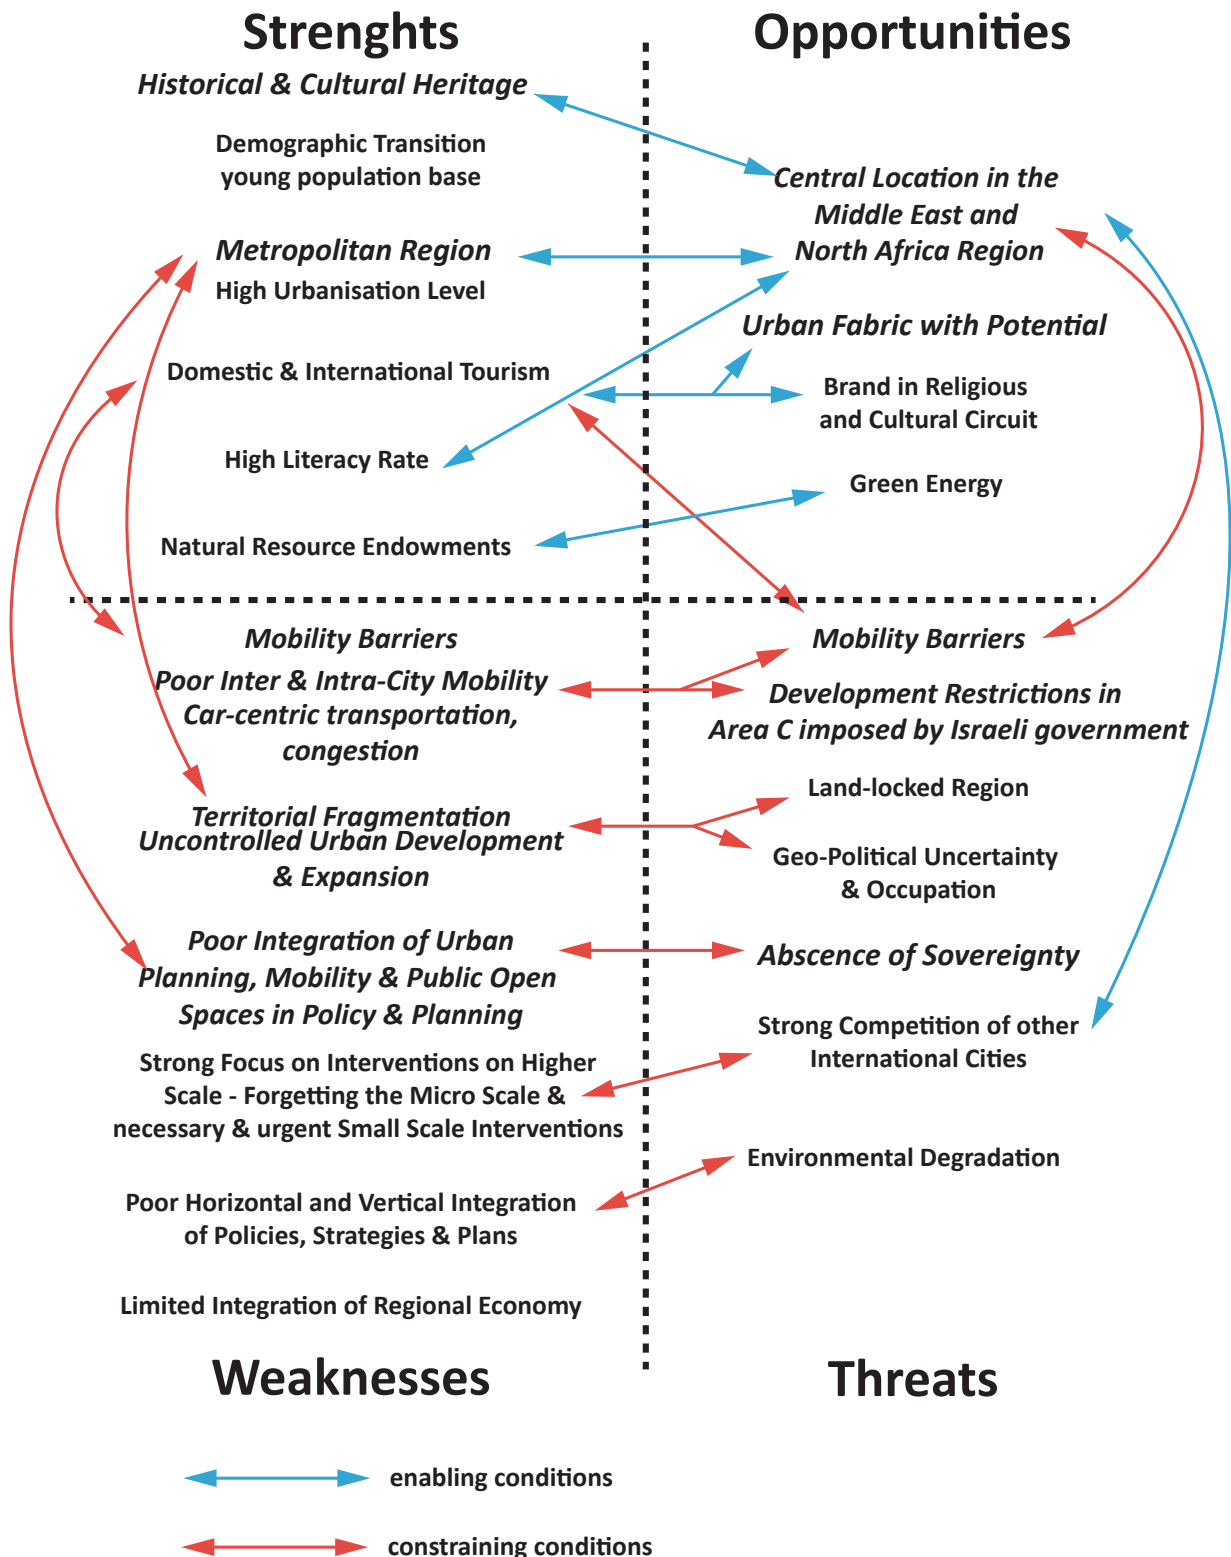 Strenghts
Historical & Cultural Heritage
Demographic Transition
young population base
Metropolitan Region
High Urbanisation Level
Domestic & International Tourism
High Literacy Rate
Natural Resource Endowments
Opportunities
Central Location in the
Middle East and
North Africa Region
Urban Fabric with Potential
Brand in Religious
and Cultural Circuit
Green Energy
Mobility Barriers
Poor Inter & Intra-City Mobility
Car-centric transportation,
congestion
Territorial Fragmentation
Uncontrolled Urban Development
& Expansion
Poor Integration of Urban
Planning, Mobility & Public Open
Spaces in Policy & Planning
Strong Focus on Interventions on Higher
Scale - Forgetting the Micro Scale &
necessary & urgent Small Scale Interventions
Poor Horizontal and Vertical Integration
of Policies, Strategies & Plans
Limited Integration of Regional Economy
Weaknesses
Mobility Barriers
Development Restrictions in
Area C imposed by Israeli government
Land-locked Region
Geo-Political Uncertainty
& Occupation
Abscence of Sovereignty
Strong Competition of other
International Cities
Environmental Degradation
Threats
enabling conditions
constraining conditions